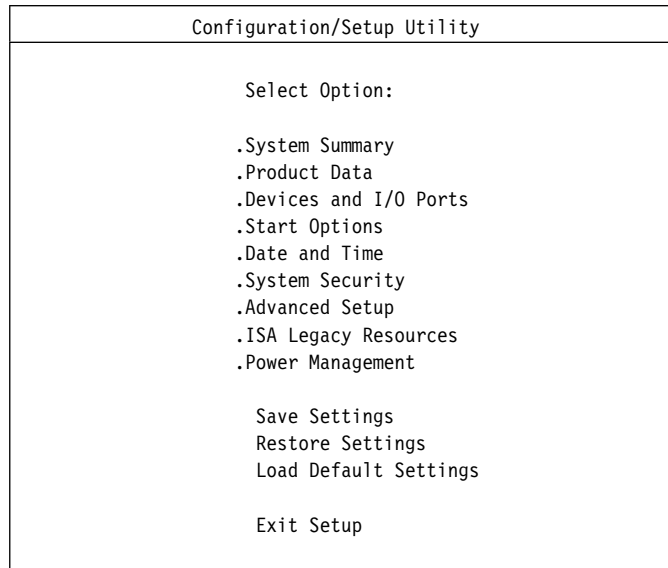 Configuration/Setup Utility
Select Option:
.System Summary
.Product Data
.Devices and I/O Ports
.Start Options
.Date and Time
.System Security
.Advanced Setup
.ISA Legacy Resources
.Power Management
Save Settings
Restore Settings
Load Default Settings
Exit Setup